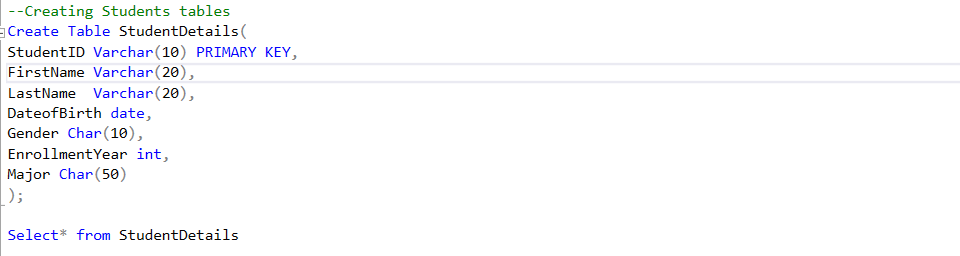 --Creating Students tables
Create Table StudentDetails(
StudentID Varchar(10) PRIMARY KEY,
FirstName Varchar(20),
LastName  Varchar(20),
DateofBirth date,
Gender Char(10),
EnrollmentYear int,
Major Char(50)
);
Select* from StudentDetails